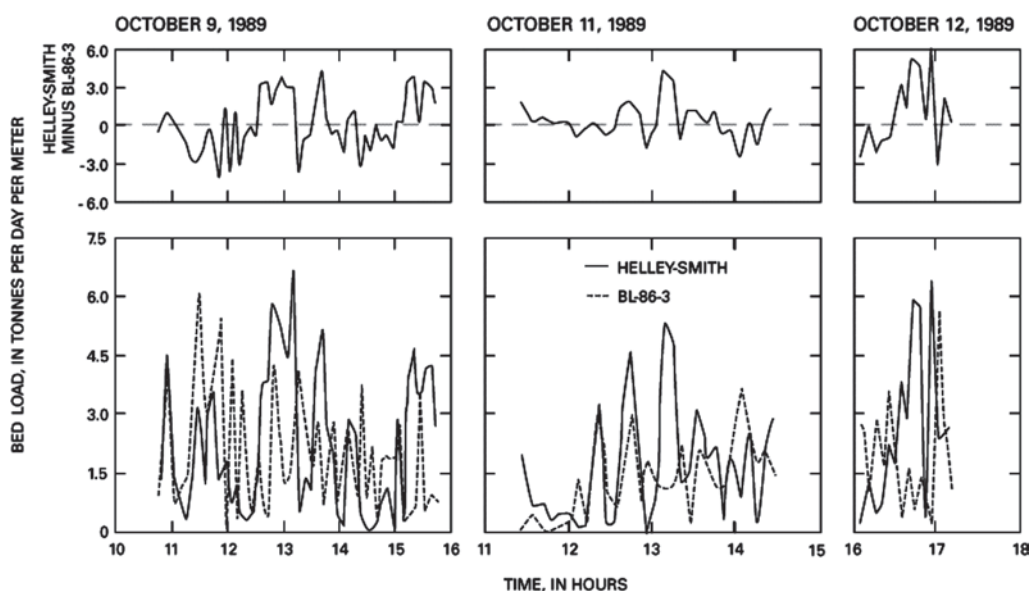 OCTOBER 9, 1989
OCTOBER 11, 1989
OCTOBER 12, 1989
HELLEY-SMITH
MINUS BL-86-3
6.0
3.0
0
-3.0
-6.0
BED LOAD, IN TONNES PER DAY PER METER
7.5
6.0
4.5
3.0
1.5
0
HELLEY-SMITH
BL-86-3
10 11 12 13 14 15 16
11 12 13 14 15
16 17 18
TIME, IN HOURS